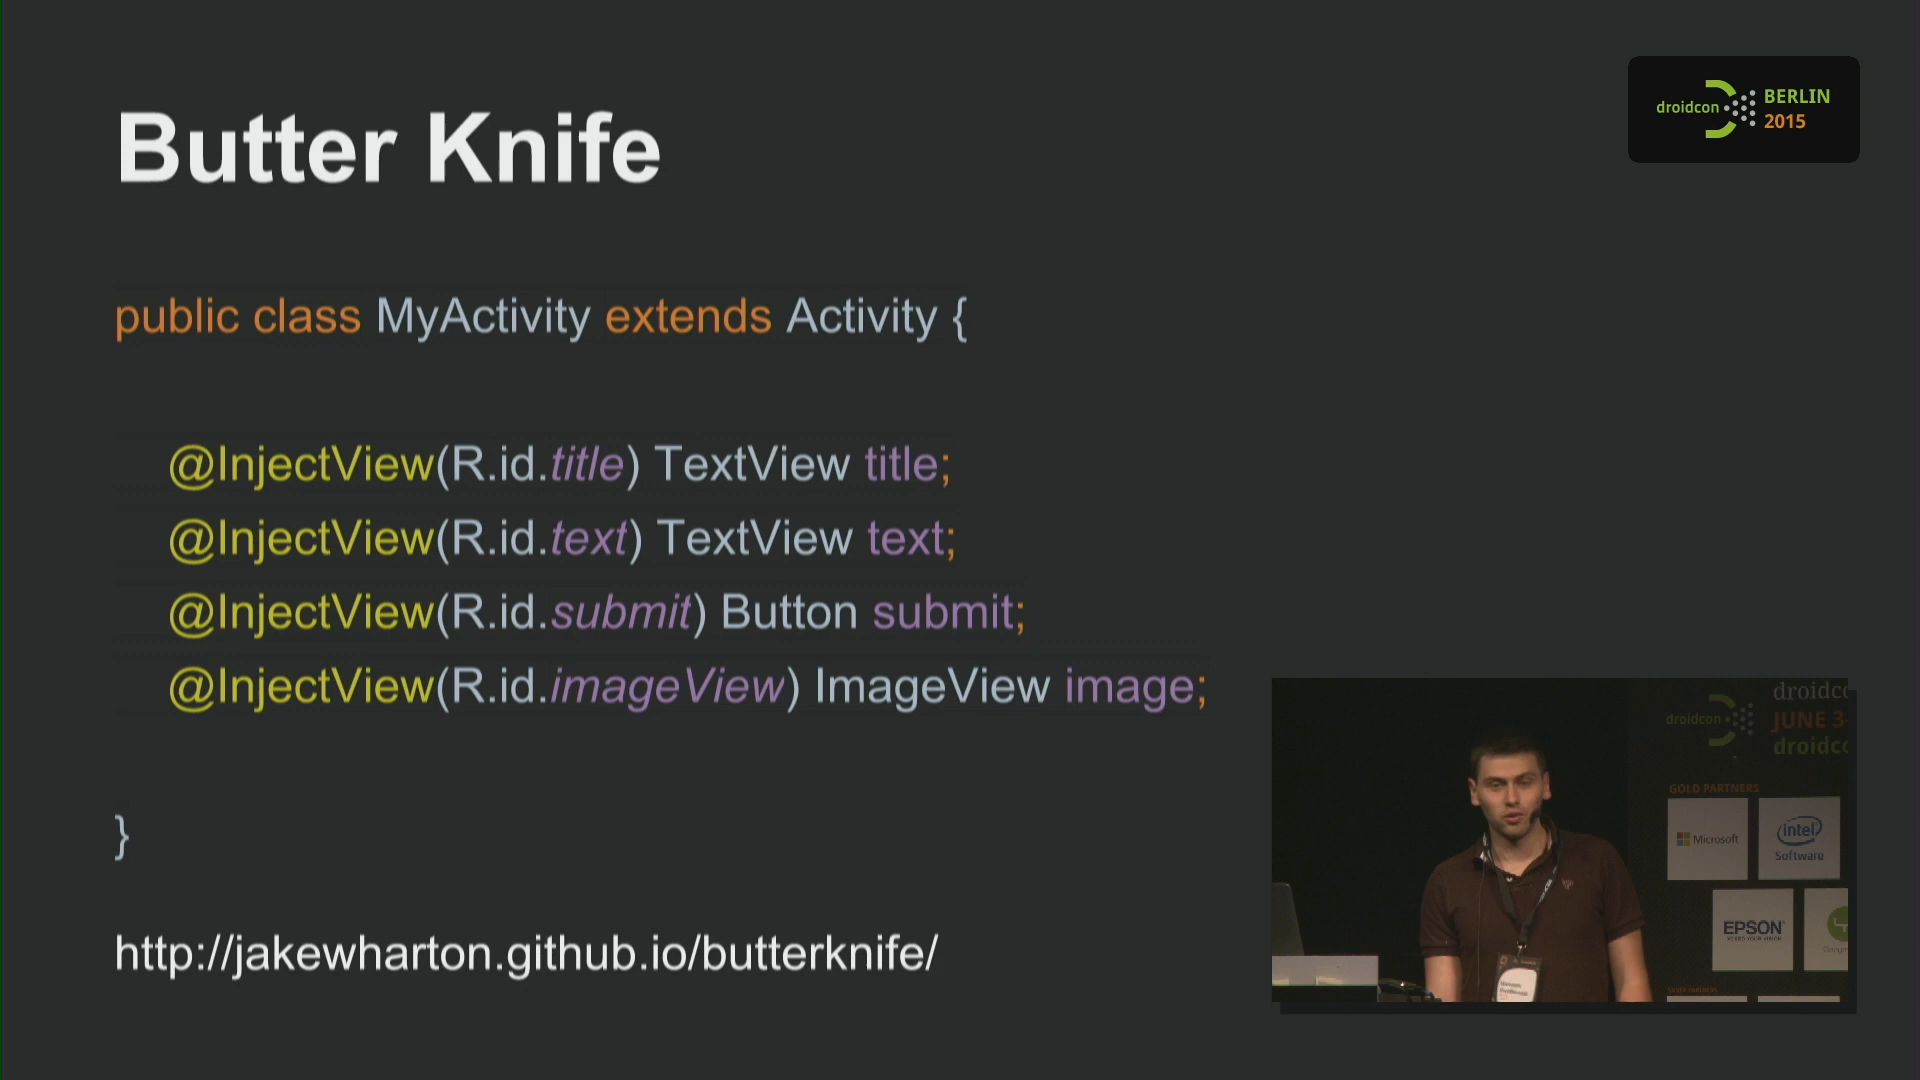 Butter Knife
droidcon
BERLIN
2015
public class MyActivity extends Activity {
@InjectView(R.id.title) TextView title;
@InjectView(R.id.text) TextView text;
@InjectView(R.id.submit) Button submit;
@InjectView(R.id.imageView) ImageView image;
}
http://jakewharton.github.io/butterknife/
droidcon
JUNE 3-
GOLD PARTNERS
Microsoft
intel
Software
EPSON